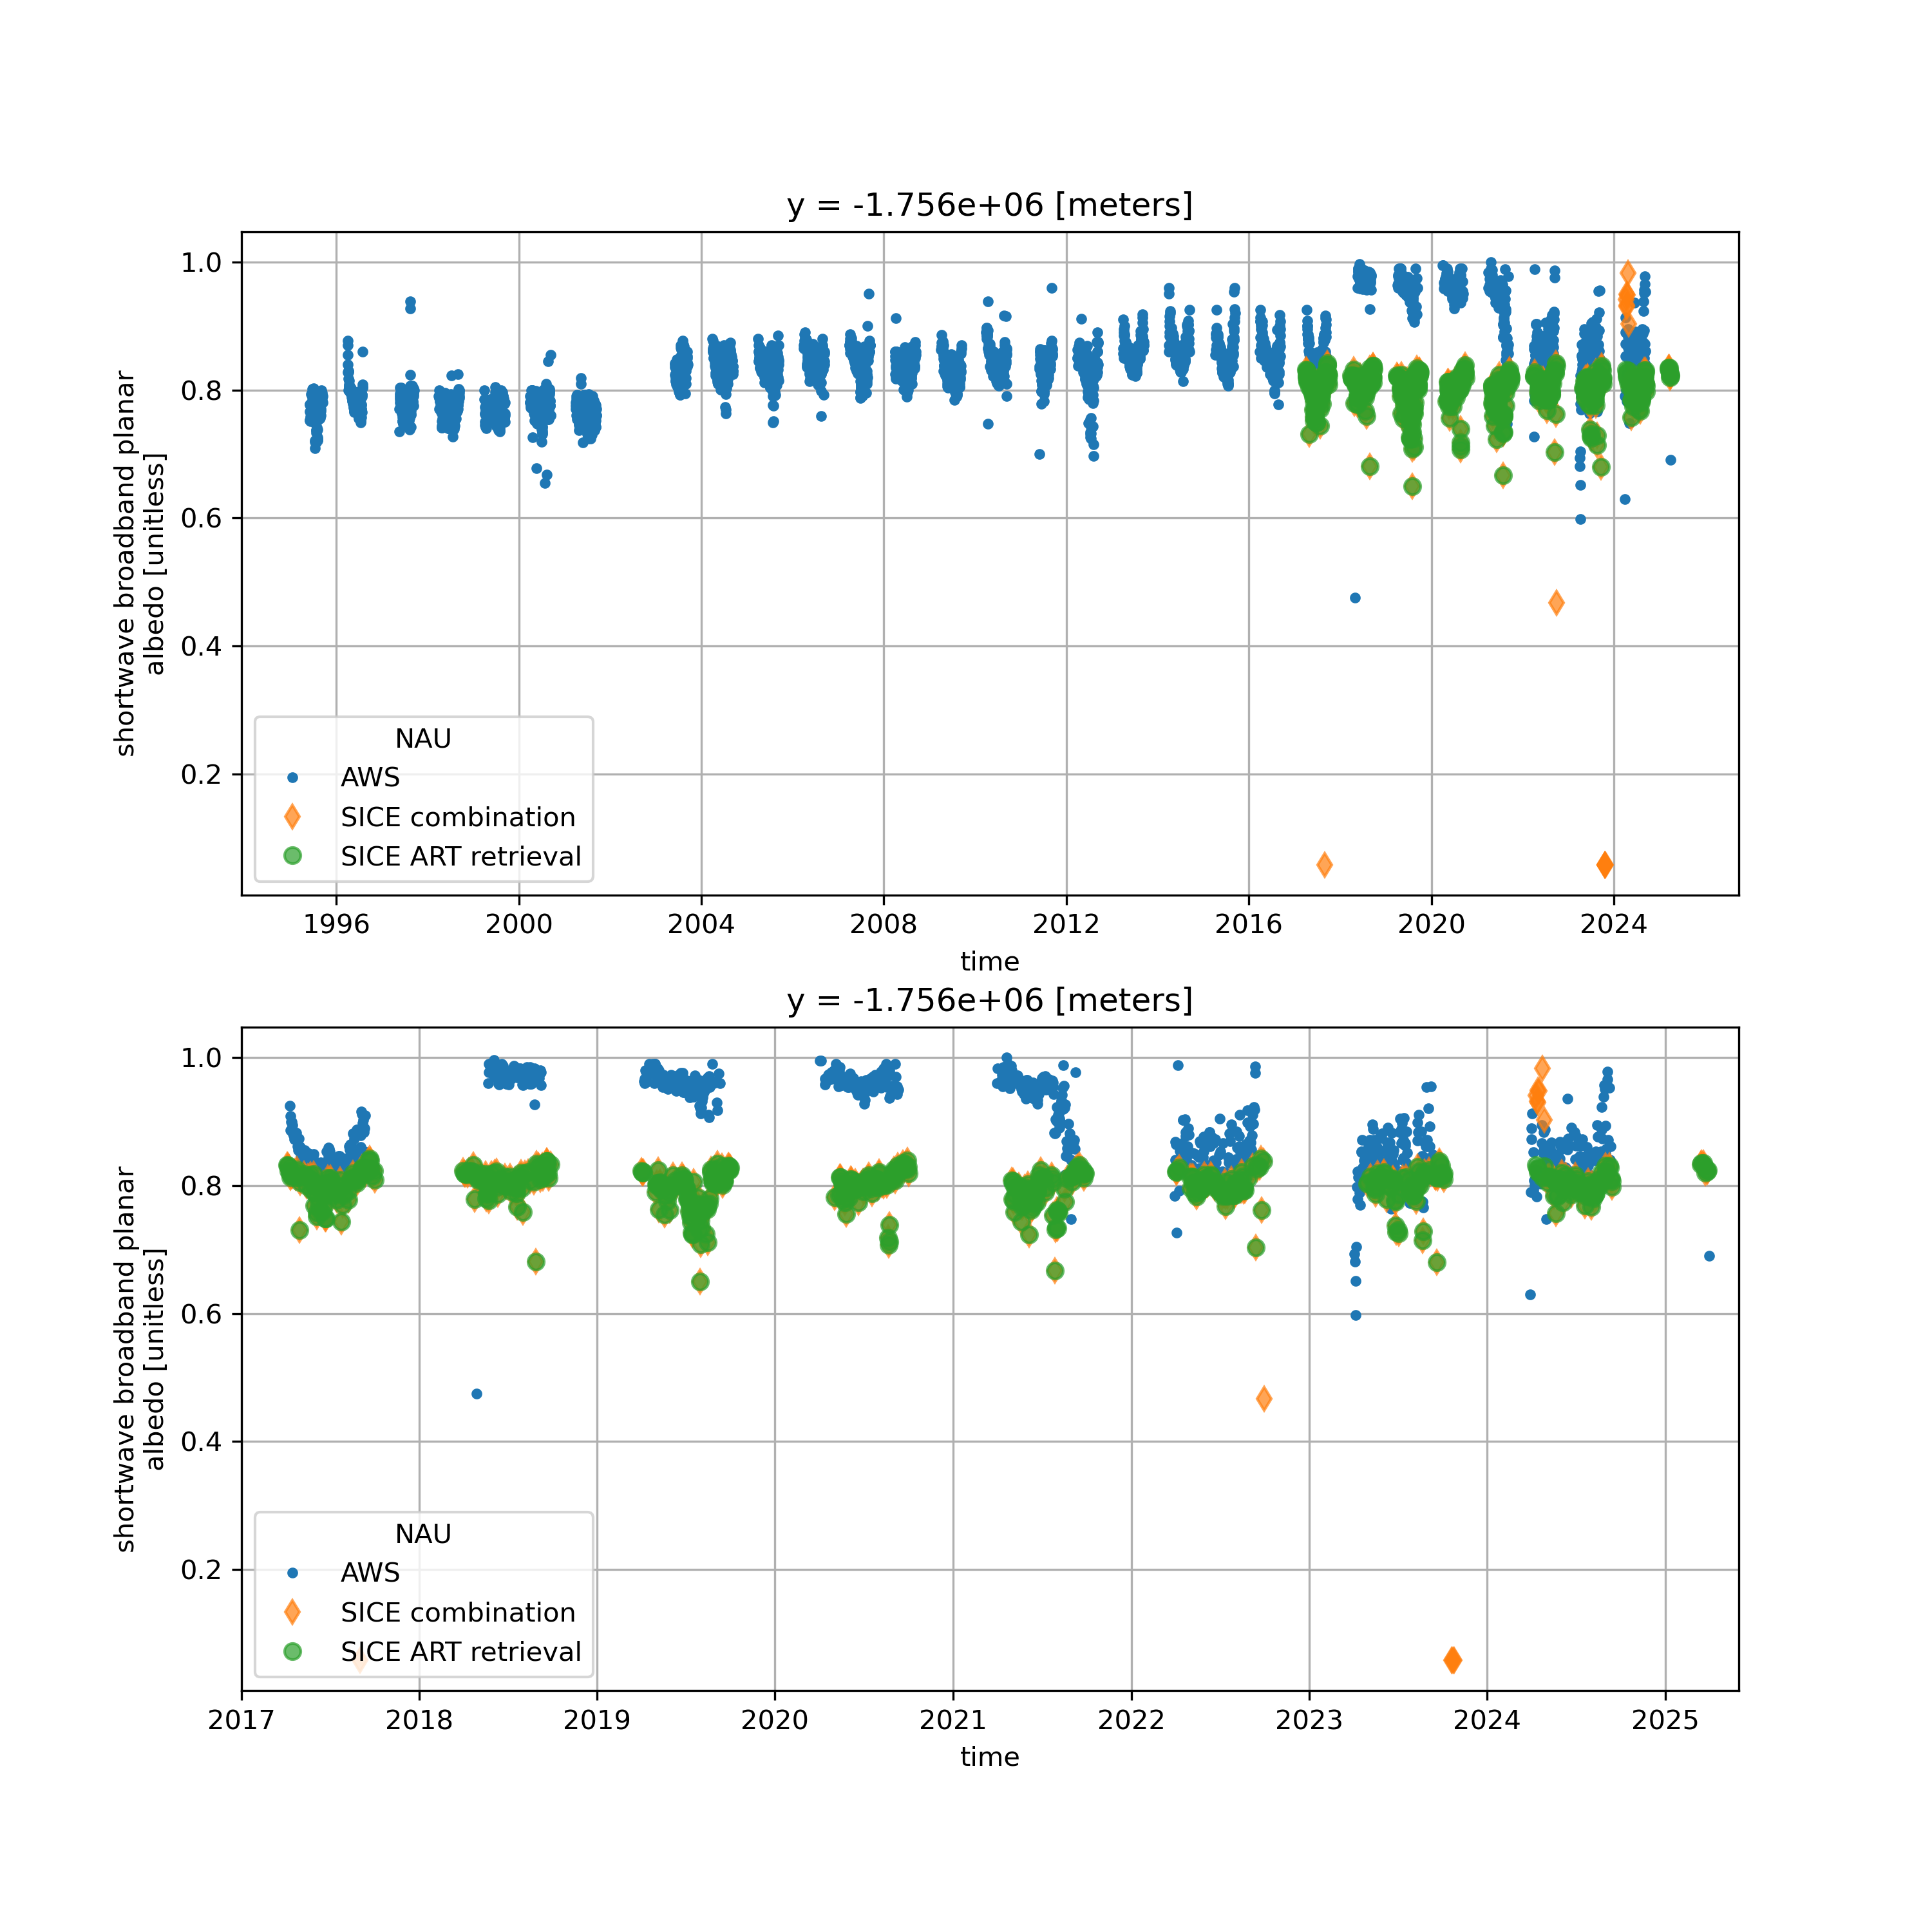 y = -1.756e+06 [meters]
shortwave broadband planar
albedo [unitless]
1.0
0.8
0.6
0.4
0.2
NAU
AWS
SICE combination
SICE ART retrieval
1996 2000 2004 2008 2012 2016 2020 2024
time
y = -1.756e+06 [meters]
shortwave broadband planar
albedo [unitless]
1.0
0.8
0.6
0.4
0.2
NAU
AWS
SICE combination
SICE ART retrieval
2017 2018 2019 2020 2021 2022 2023 2024 2025
time